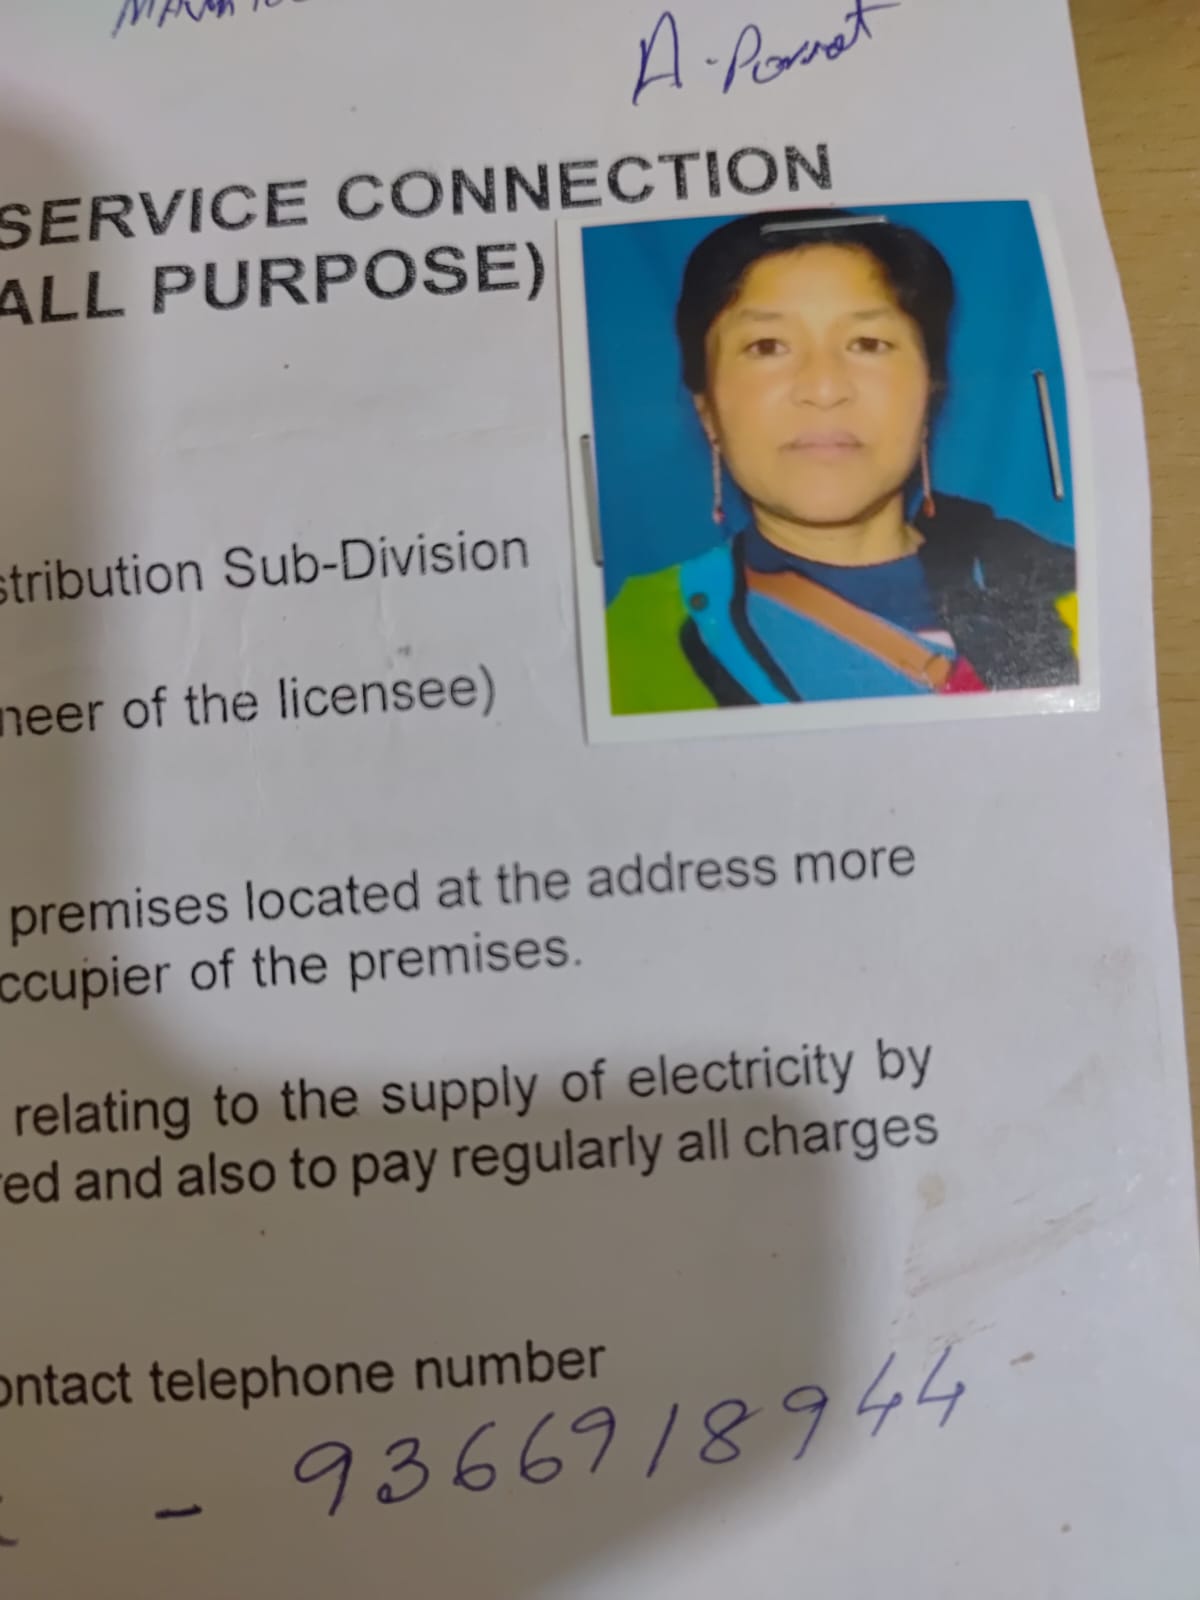 SERVICE CONNECTION
ALL PURPOSE)
stribution Sub-Division
neer of the licensee)
premises located at the address more
ccupier of the premises.
relating to the supply of electricity by
red and also to pay regularly all charges
ontact telephone number
- 9366918944